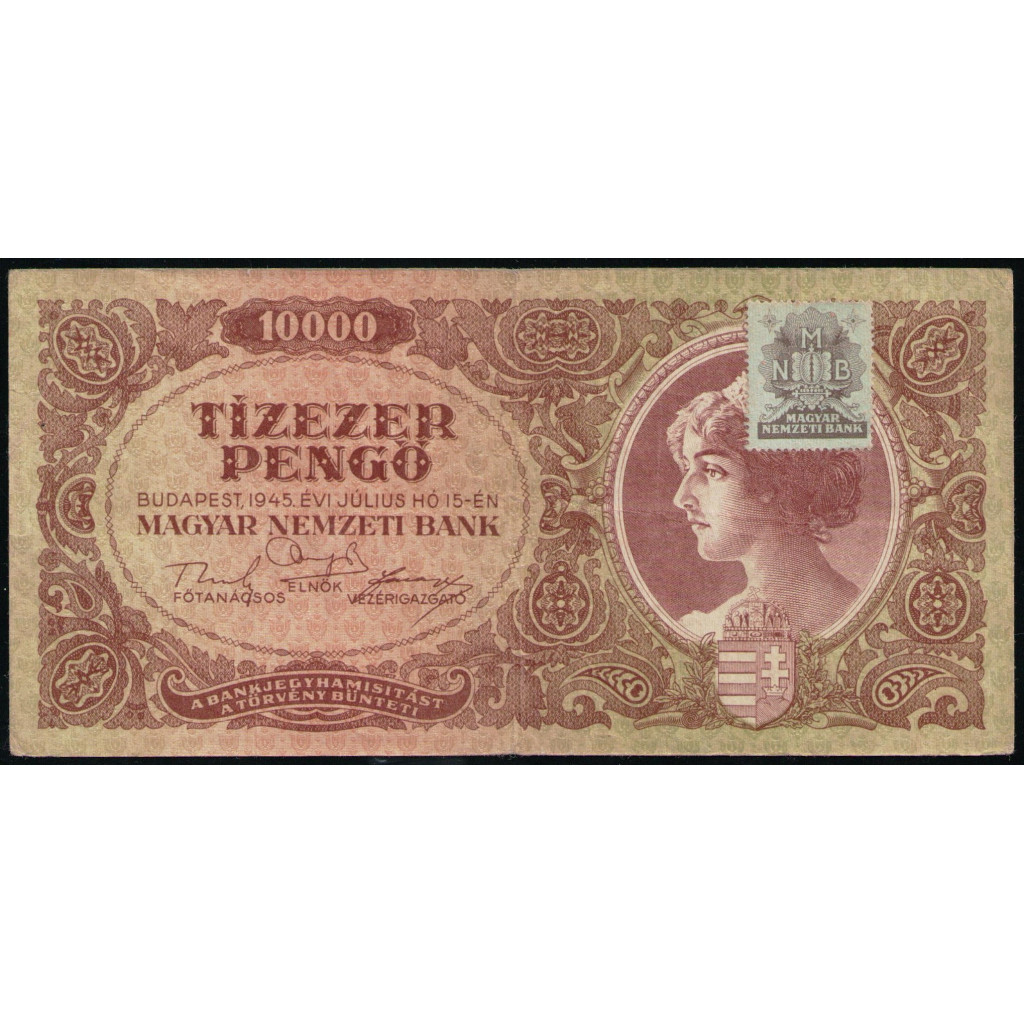 10000
TÍZEZER
PENGŐ
BUDAPEST, 1945. ÉVI JÚLIUS HÓ 15-ÉN
MAGYAR NEMZETI BANK
ELNÖK
FŐTANÁCSOS VEZÉRIGAZGATÓ
A BANKJEGYHAMISITÁST
A TÖRVÉNY BÜNTETI
M
N B
MAGYAR
NEMZETI BANK